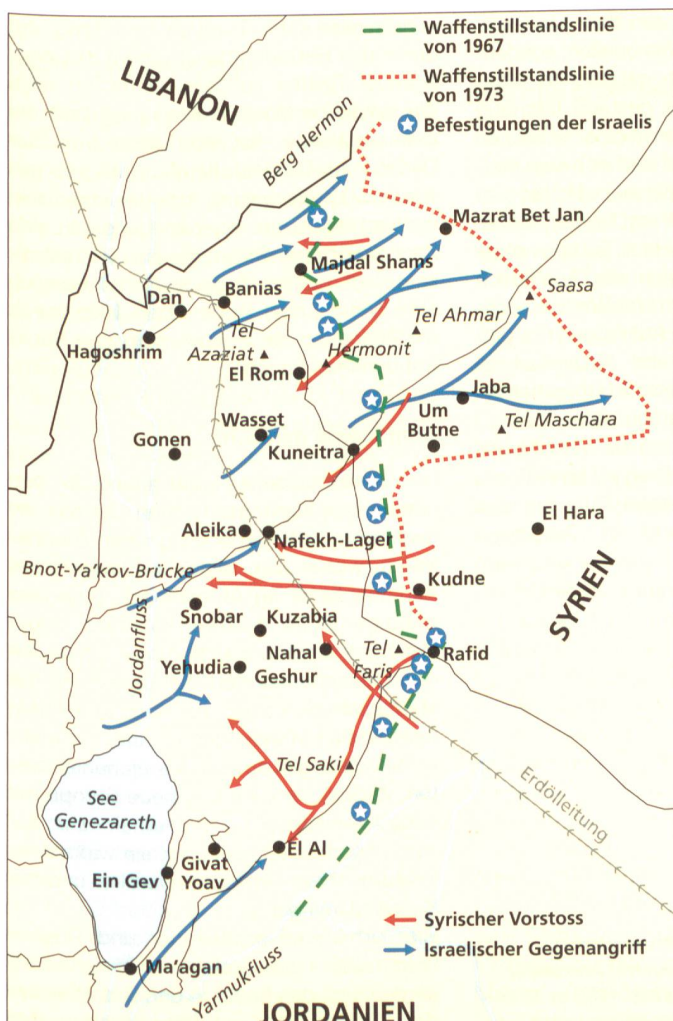 Waffenstillstandslinie
von 1967
Waffenstillstandslinie
von 1973
Befestigungen der Israelis
LIBANON
Berg Hermon
Mazrat Bet Jan
Majdal Shams
Saasa
Banias
Dan
Tel Ahmar
Tel
Azaziat
Hagoshrim
Hermonit
El Rom
Jaba
Um
Butne
Tel Maschara
Wasset
Gonen
Kuneitra
El Hara
Aleika
Nafekh-Lager
Bnot-Ya'kov-Brücke
Kudne
SYRIEN
Snobar
Jordanfluss
Kuzabia
Nahal
Geshur
Tel
Faris
Rafid
Yehudia
Tel Saki
Erdölleitung
See
Genezareth
El Al
Givat
Yoav
Ein Gev
Syrischer Vorstoss
Israelischer Gegenangriff
Ma'agan
Yarmukfluss
JORDANIEN